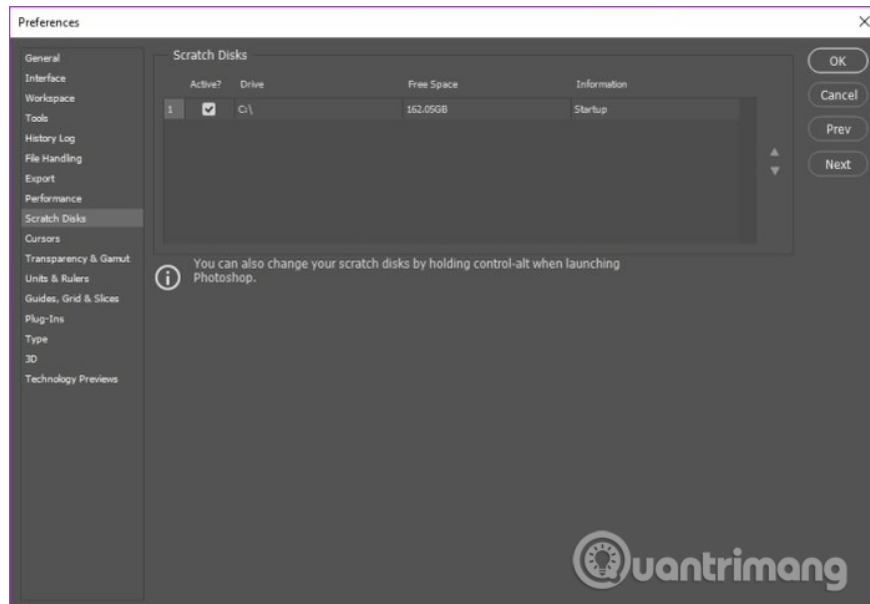 Preferences
General
Interface
Workspace
Tools
History Log
File Handling
Export
Performance
Scratch Disks
Cursors
Transparency & Gamut
Units & Rulers
Guides, Grid & Slices
Plug-Ins
Type
3D
Technology Previews
Scratch Disks
Active? Drive Free Space Information
1 C:\ 162.05GB Startup
You can also change your scratch disks by holding control-alt when launching
Photoshop.
OK
Cancel
Prev
Next
Quantrimang